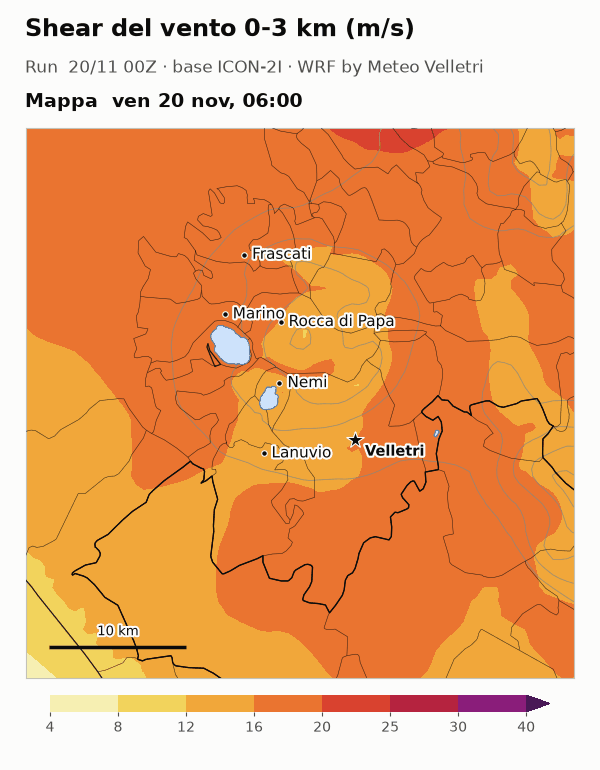 Shear del vento 0-3 km (m/s)
Run  20/11 00Z · base ICON-2I · WRF by Meteo Velletri
Mappa  ven 20 nov, 06:00
Frascati
Marino
Rocca di Papa
Nemi
Velletri
Lanuvio
10 km
4 8 12 16 20 25 30 40